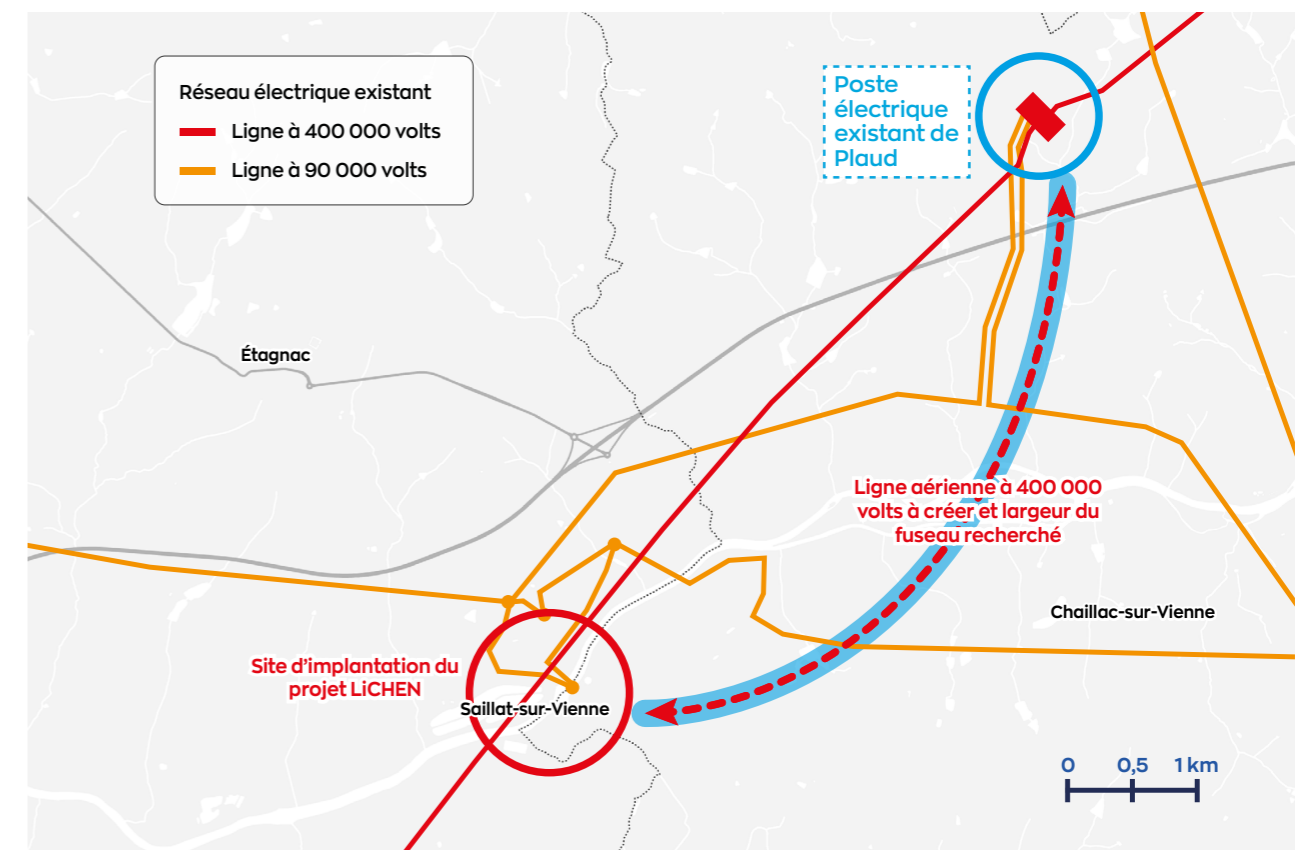 Réseau électrique existant
Ligne à 400 000 volts
Ligne à 90 000 volts
Poste
électrique
existant de
Plaud
Étagnac
Ligne aérienne à 400 000
volts à créer et largeur du
fuseau recherché
Chaillac-sur-Vienne
Site d'implantation du
projet LiCHEN
Saillat-sur-Vienne
0 0,5 1 km